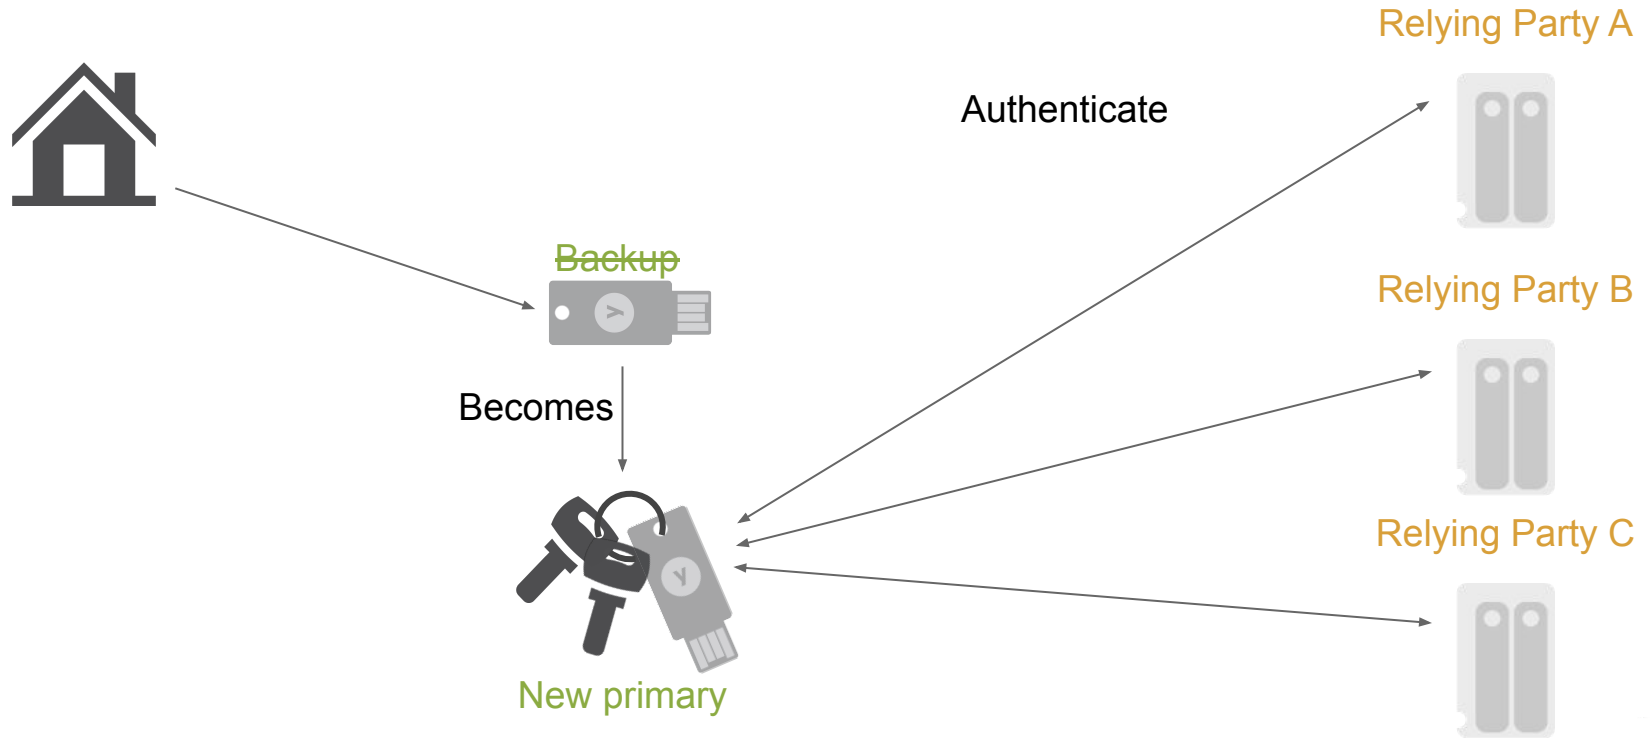 Relying Party A
Authenticate
Backup
y
Relying Party B
Becomes
Relying Party C
y
New primary